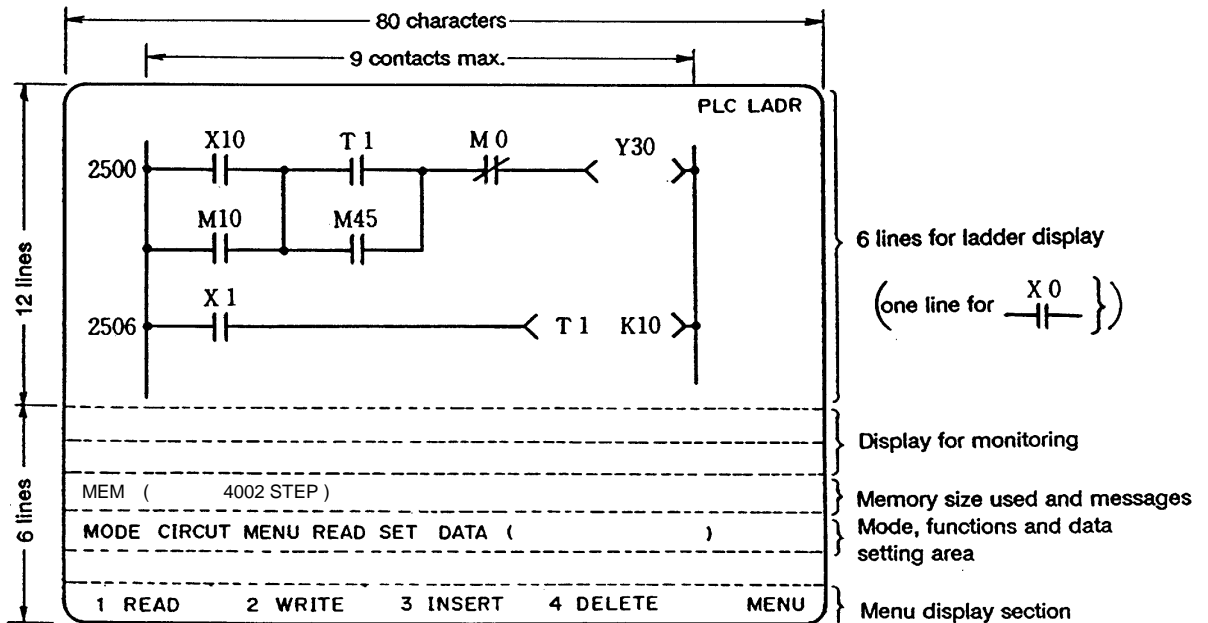 80 characters
9 contacts max.
PLC LADR
X10 T 1 M 0 Y30
2500
M10 M45
12 lines
6 lines for ladder display
(one line for X 0 )
X 1
2506 T 1 K10
6 lines
Display for monitoring
MEM ( 4002 STEP )
Memory size used and messages
MODE CIRCUT MENU READ SET DATA ( )
Mode, functions and data
setting area
1 READ 2 WRITE 3 INSERT 4 DELETE MENU
Menu display section